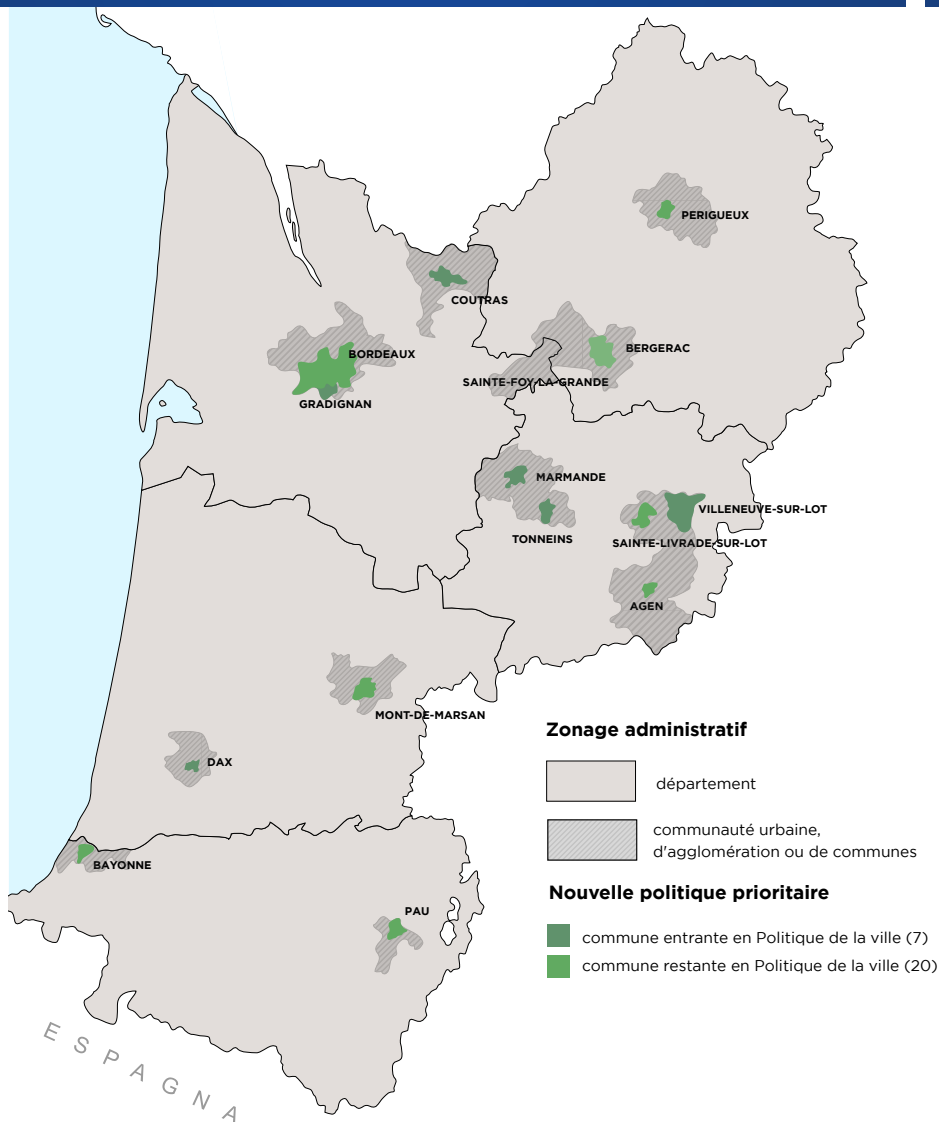 PERIGUEUX
COUTRAS
BORDEAUX
BERGERAC
SAINTE-FOY-LA-GRANDE
GRADIGNAN
MARMANDE
VILLENEUVE-SUR-LOT
TONNEINS
SAINTE-LIVRADE-SUR-LOT
AGEN
MONT-DE-MARSAN
DAX
BAYONNE
PAU
ESPAGNA
Zonage administratif
département
communauté urbaine,
d'agglomération ou de communes
Nouvelle politique prioritaire
commune entrante en Politique de la ville (7)
commune restante en Politique de la ville (20)